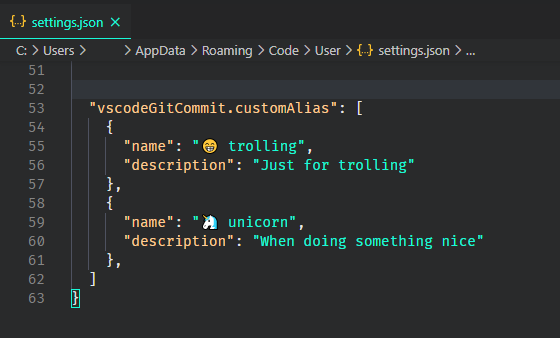 settings.json
C: > Users > > AppData > Roaming > Code > User > {..} settings.json > ...
51
52
53 "vscodeGitCommit.customAlias": [
54 {
55 "name": "😁 trolling",
56 "description": "Just for trolling"
57 },
58 {
59 "name": "🦄 unicorn",
60 "description": "When doing something nice"
61 },
62 ]
63 }